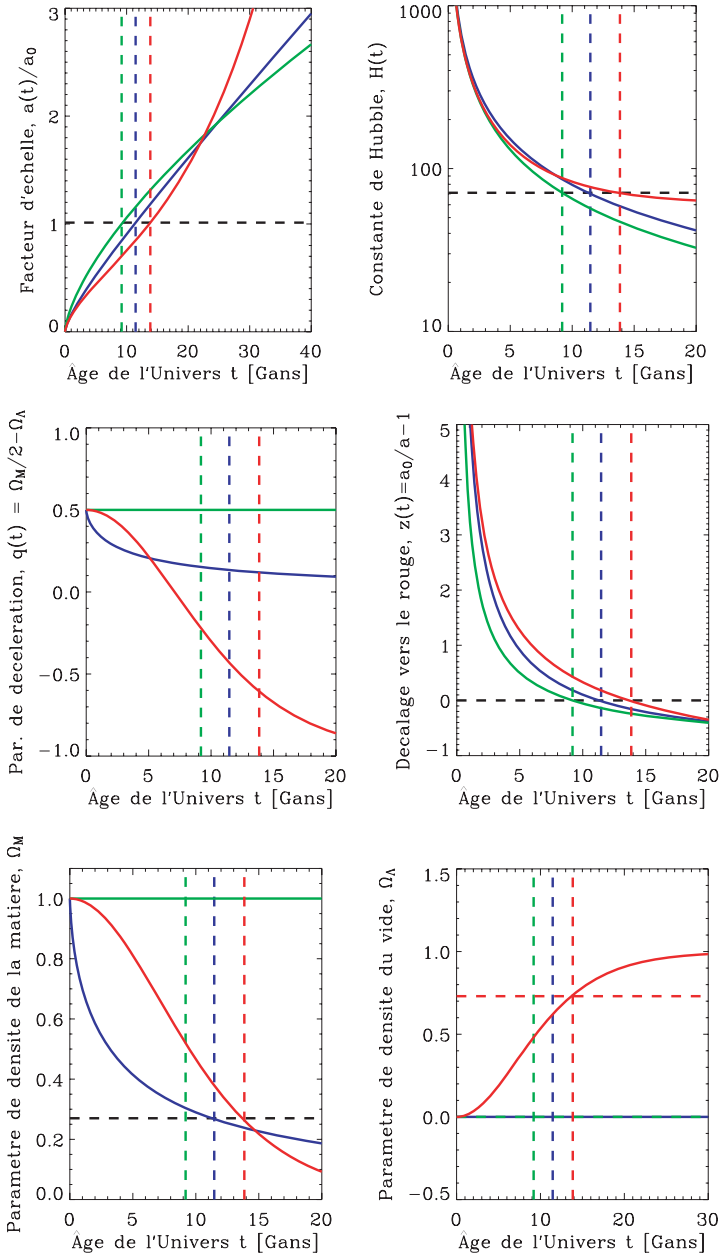 Facteur d'echelle, a(t)/a₀
3
2
1
0
0 10 20 30 40
Âge de l'Univers t [Gans]
Constante de Hubble, H(t)
1000
100
10
0 5 10 15 20
Âge de l'Univers t [Gans]
Par. de deceleration, q(t) = Ω_M/2−Ω_Λ
1.0
0.5
0.0
−0.5
−1.0
0 5 10 15 20
Âge de l'Univers t [Gans]
Decalage vers le rouge, z(t)=a₀/a−1
5
4
3
2
1
0
−1
0 5 10 15 20
Âge de l'Univers t [Gans]
Parametre de densite de la matiere, Ω_M
1.0
0.8
0.6
0.4
0.2
0.0
0 5 10 15 20
Âge de l'Univers t [Gans]
Parametre de densite du vide, Ω_Λ
1.5
1.0
0.5
0.0
−0.5
0 10 20 30
Âge de l'Univers t [Gans]